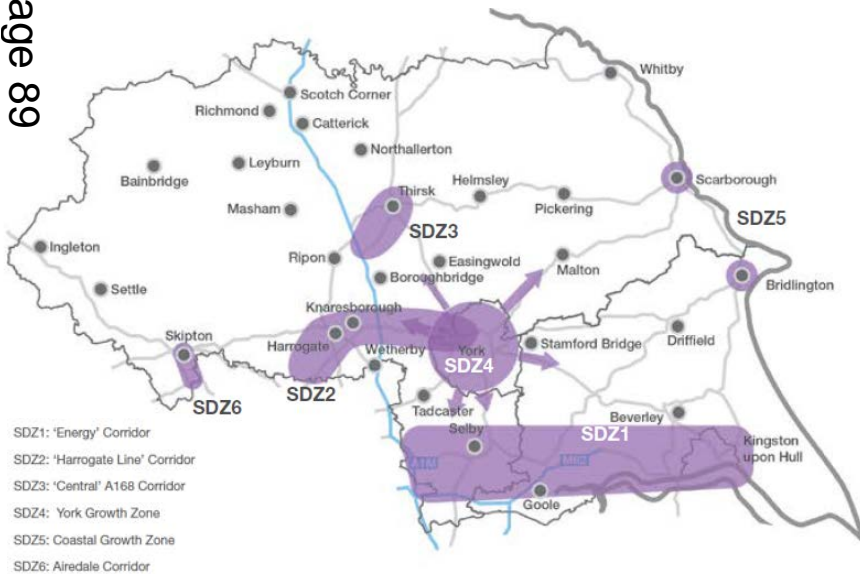 age 89
Whitby
Scotch Corner
Richmond
Catterick
Northallerton
Leyburn
Bainbridge
Thirsk
Helmsley
Scarborough
Masham
Pickering
SDZ5
SDZ3
Ingleton
Ripon
Easingwold
Malton
Boroughbridge
Bridlington
Settle
Knaresborough
Skipton
Harrogate
Wetherby
York
Stamford Bridge
Driffield
SDZ4
SDZ6
SDZ2
Tadcaster
Beverley
Selby
SDZ1
Kingston
upon Hull
A1M
M62
Goole
SDZ1: ‘Energy’ Corridor
SDZ2: ‘Harrogate Line’ Corridor
SDZ3: ‘Central’ A168 Corridor
SDZ4: York Growth Zone
SDZ5: Coastal Growth Zone
SDZ6: Airedale Corridor